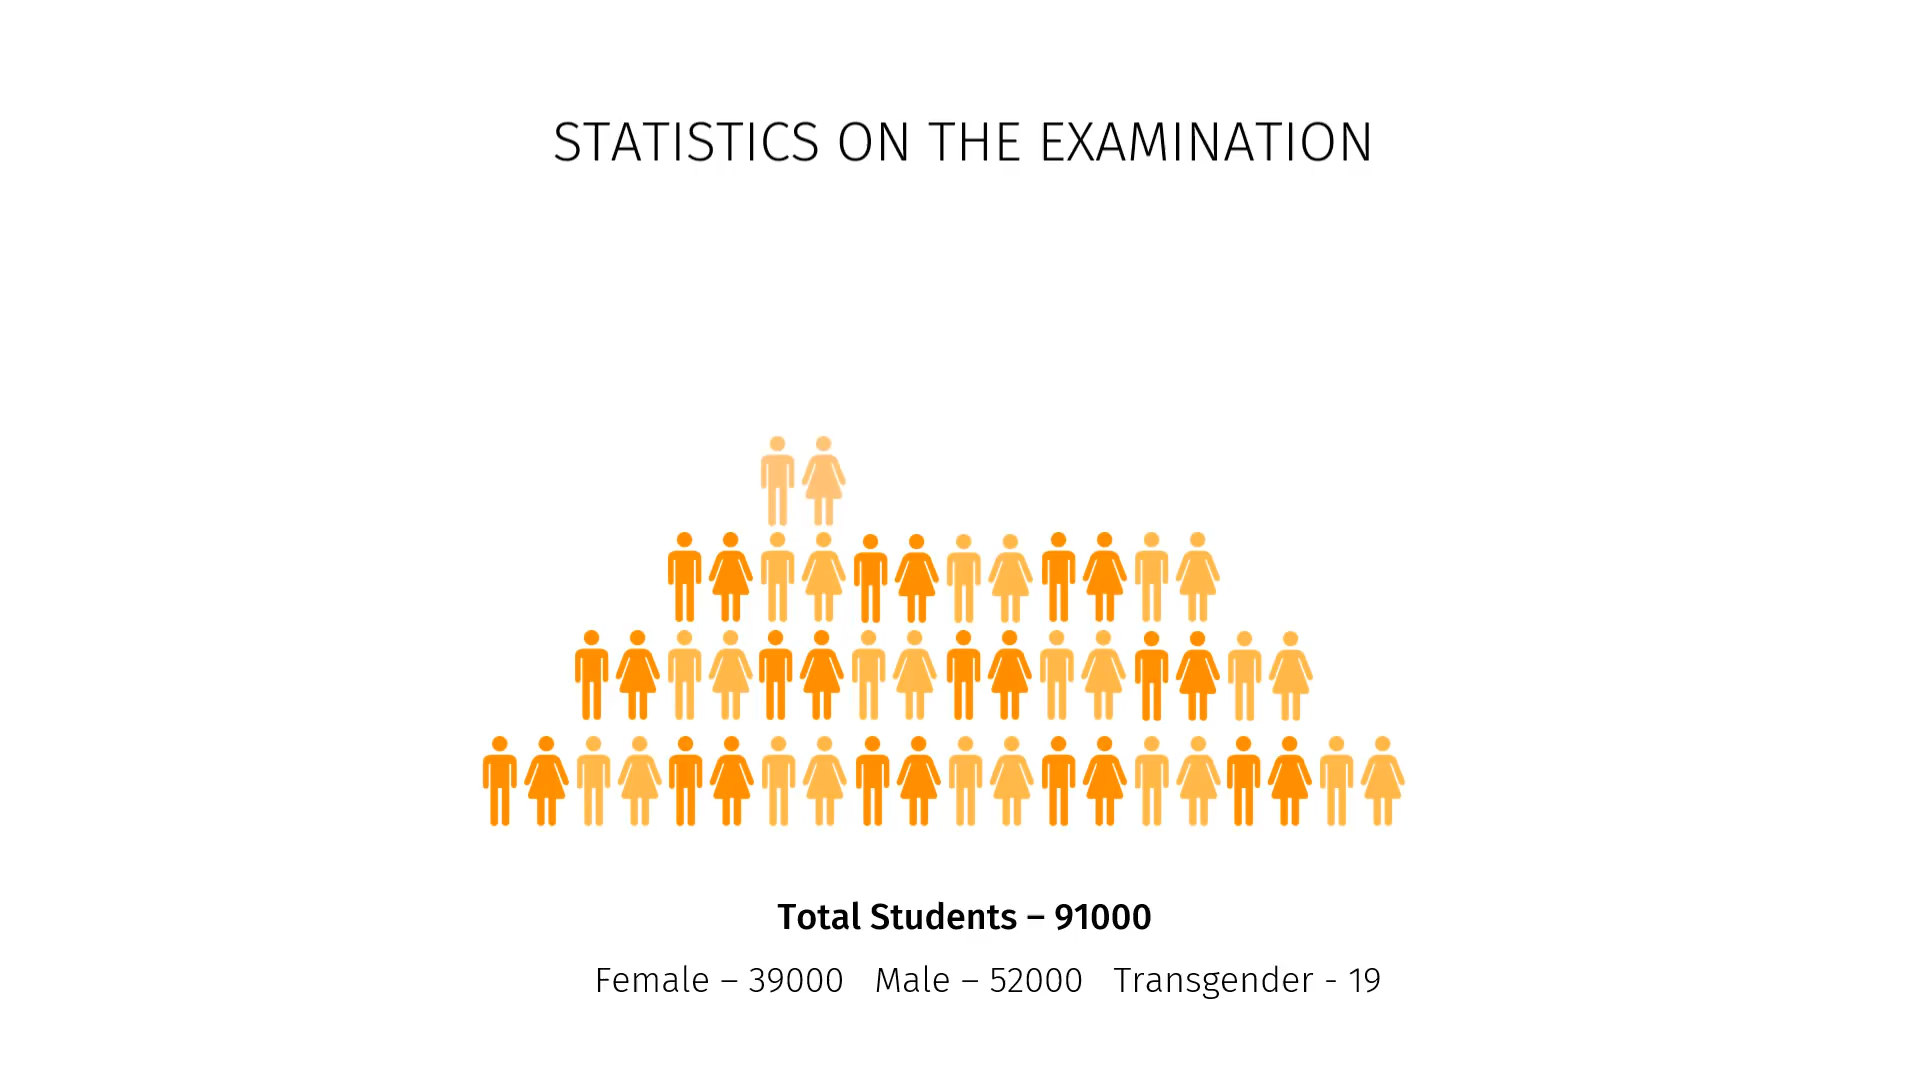 STATISTICS ON THE EXAMINATION
Total Students – 91000
Female – 39000 Male – 52000 Transgender - 19